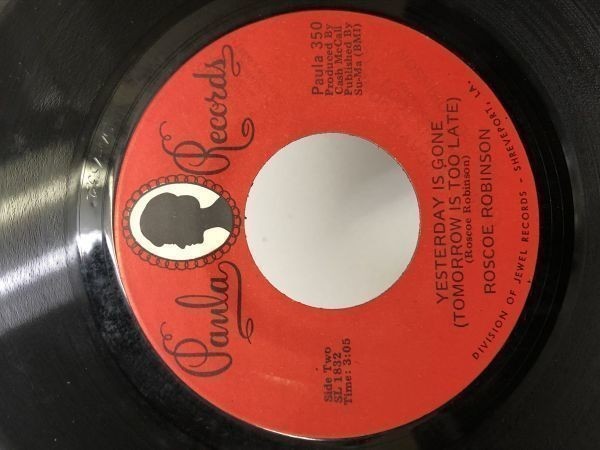 Paula Records
Side Two
SL 1832
Time: 3:05
Paula 350
Produced By
Cash McCall
Published By
Su-Ma (BMI)
YESTERDAY IS GONE
(TOMORROW IS TOO LATE)
(Roscoe Robinson)
ROSCOE ROBINSON
DIVISION OF JEWEL RECORDS - SHREVEPORT, LA.